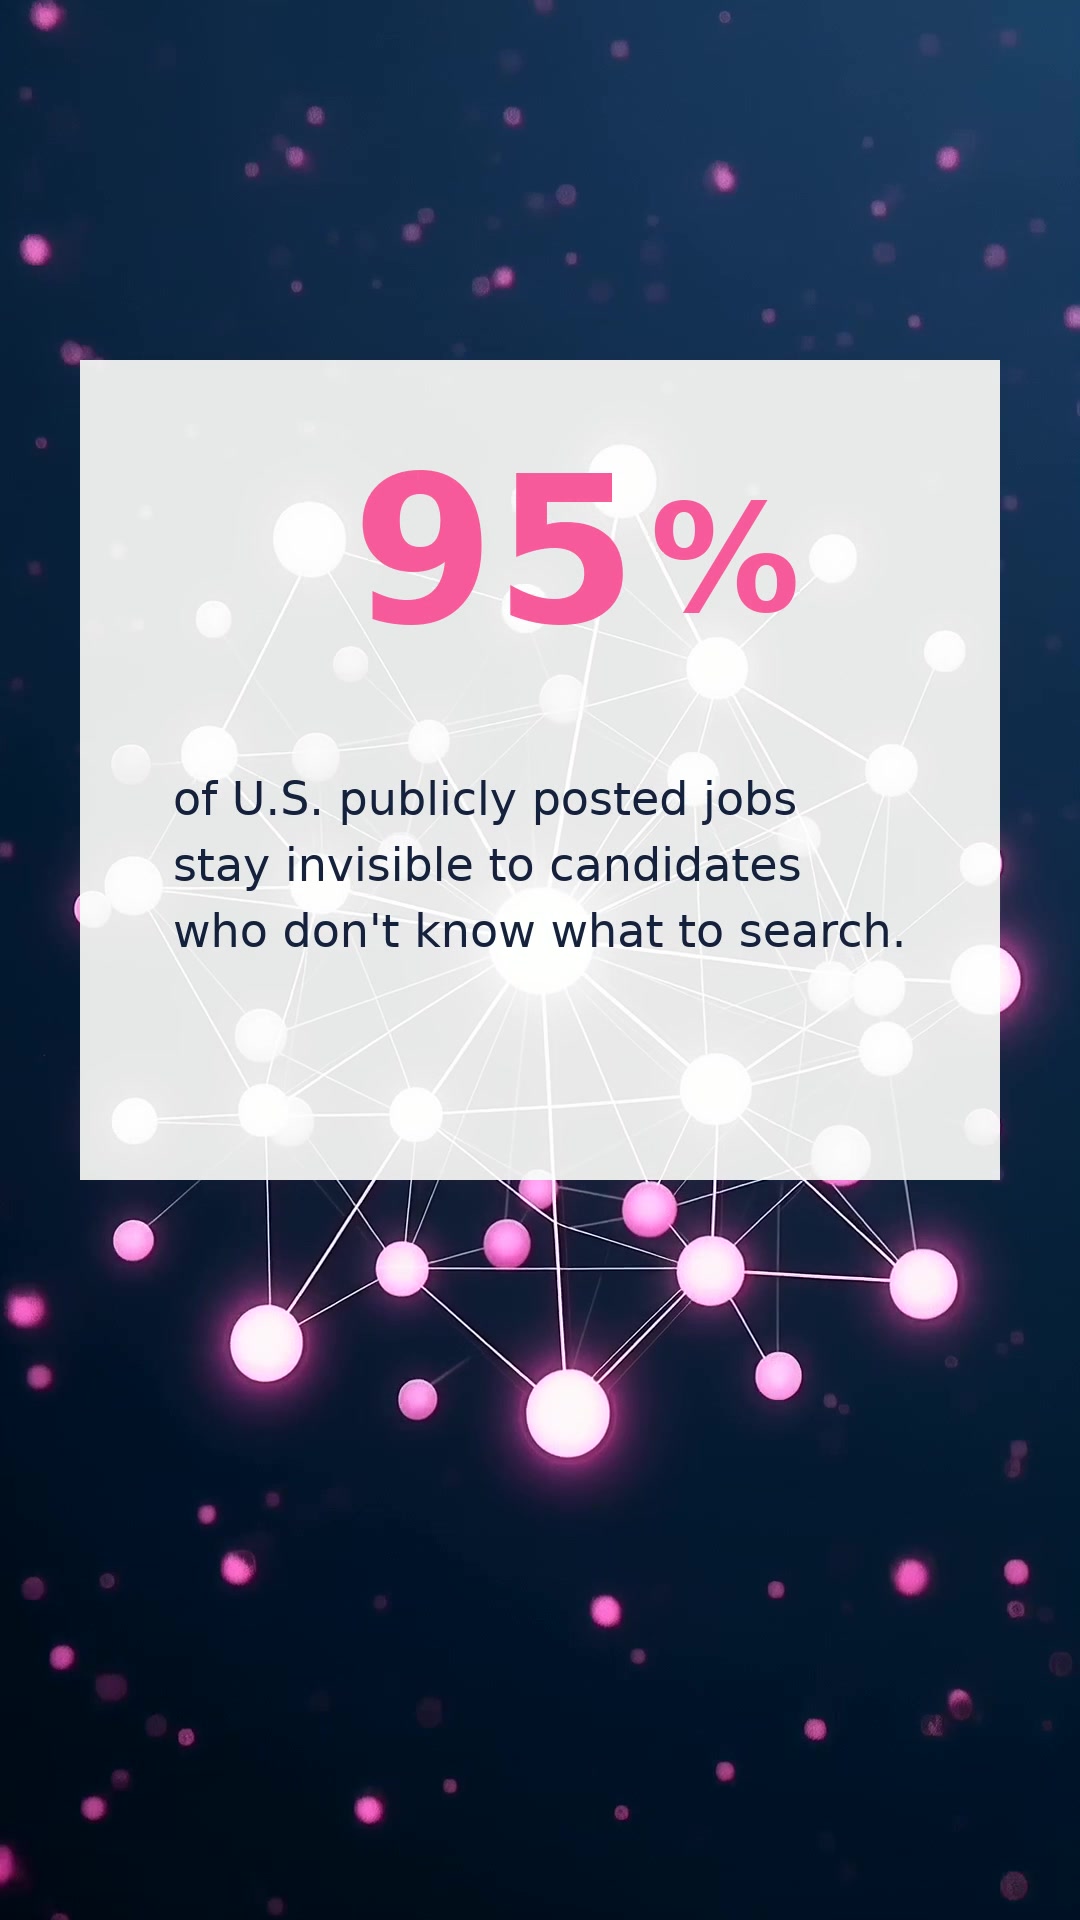 95%
of U.S. publicly posted jobs
stay invisible to candidates
who don't know what to search.